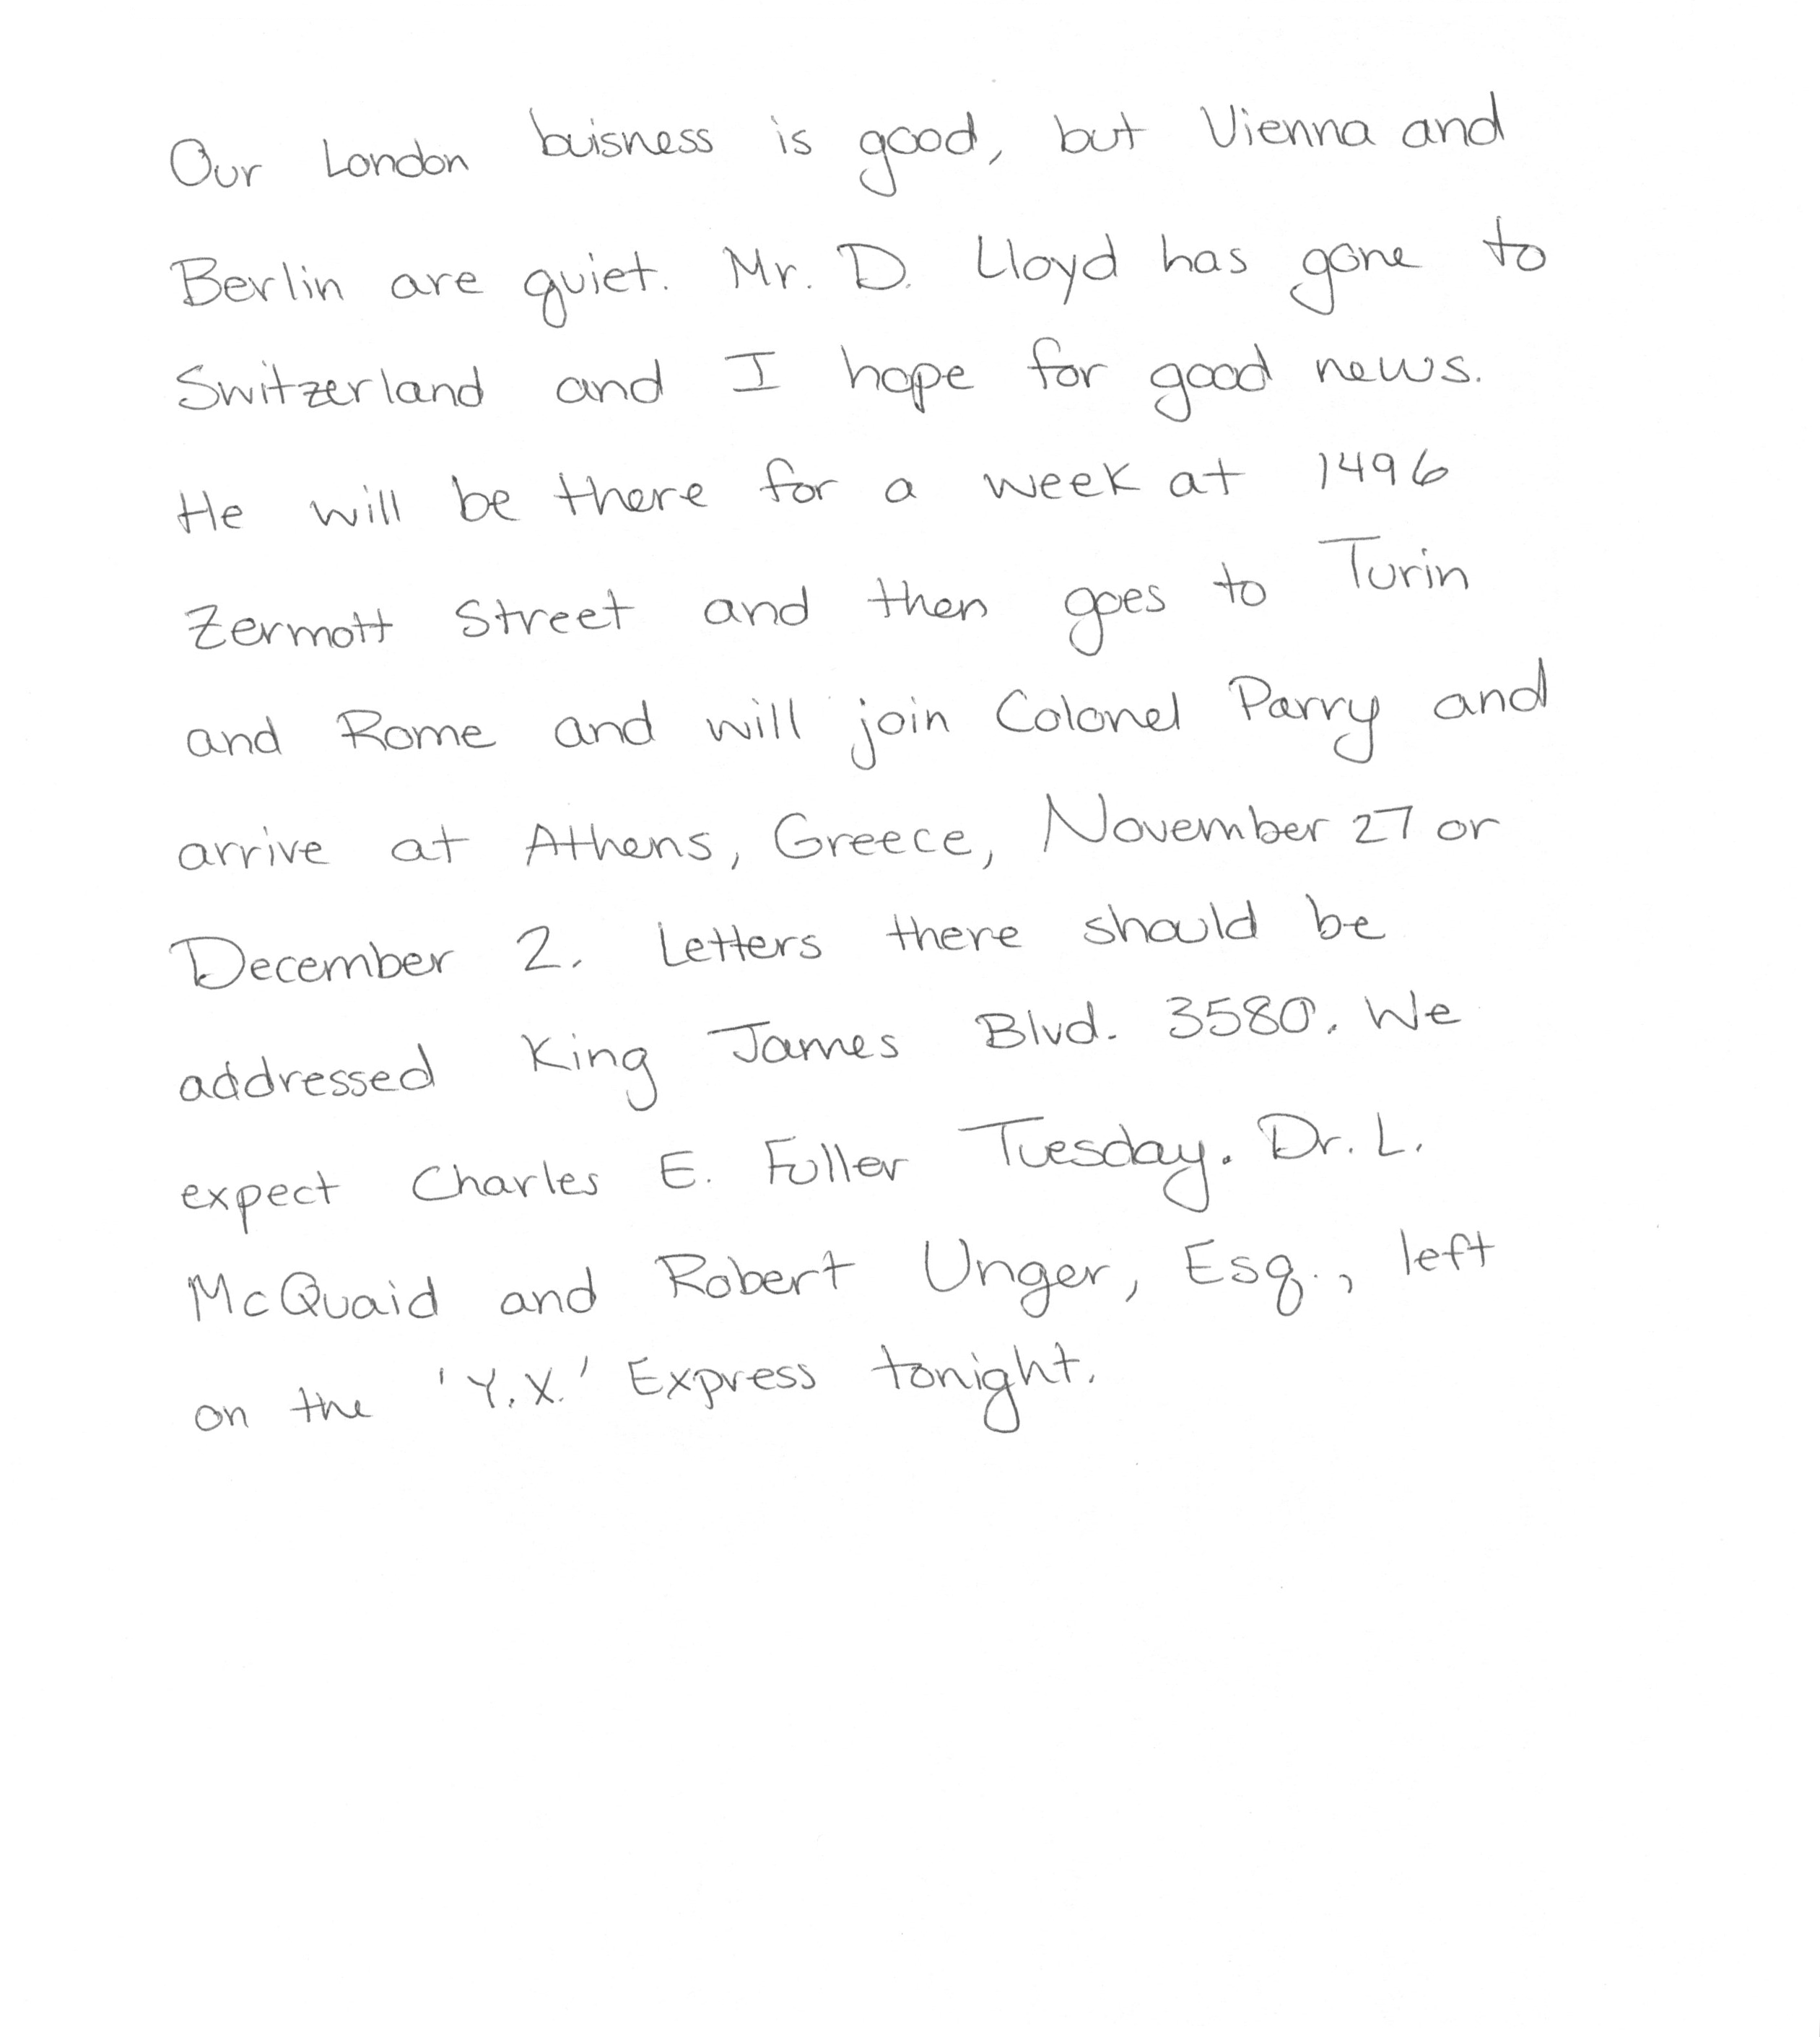 Our London buisness is good, but Vienna and
Berlin are quiet. Mr. D. Lloyd has gone to
Switzerland and I hope for good news.
He will be there for a week at 1496
Zermott Street and then goes to Turin
and Rome and will join Colonel Parry and
arrive at Athens, Greece, November 27 or
December 2. Letters there should be
addressed King James Blvd. 3580. We
expect Charles E. Fuller Tuesday. Dr. L.
McQuaid and Robert Unger, Esq., left
on the 'Y.X.' Express tonight.